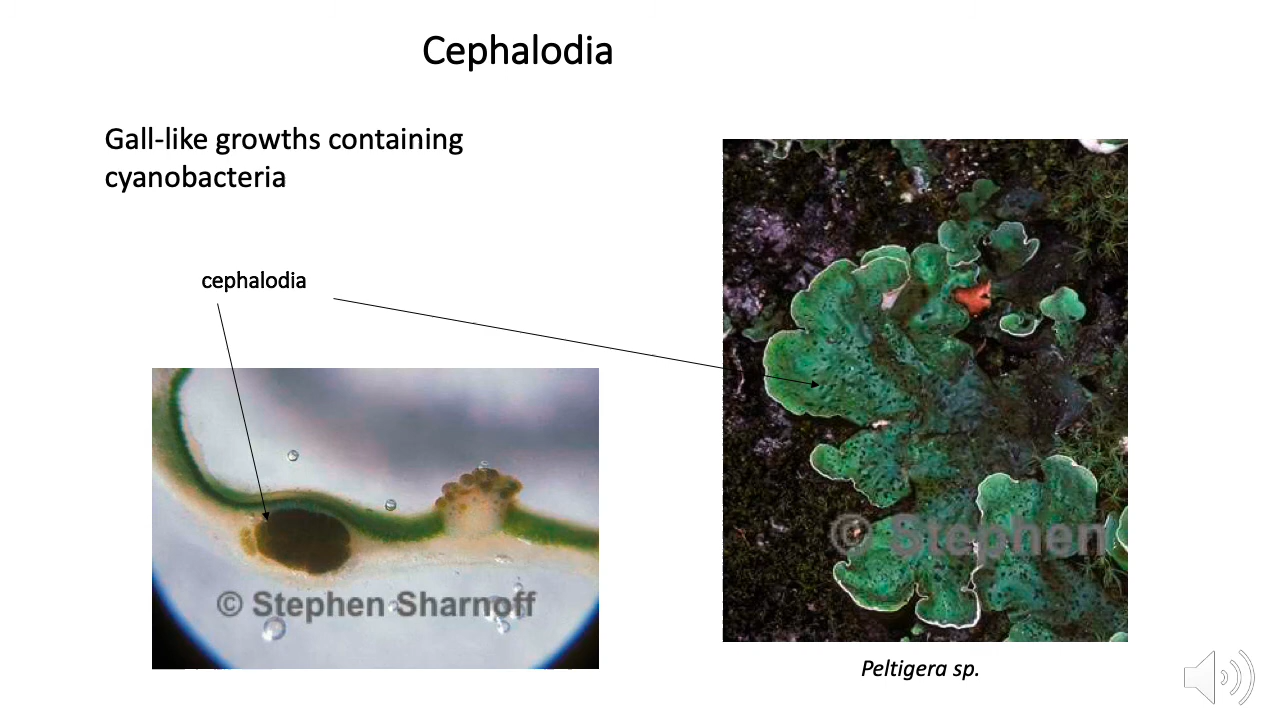 Cephalodia
Gall-like growths containing
cyanobacteria
cephalodia
© Stephen Sharnoff
© Stephen
Peltigera sp.